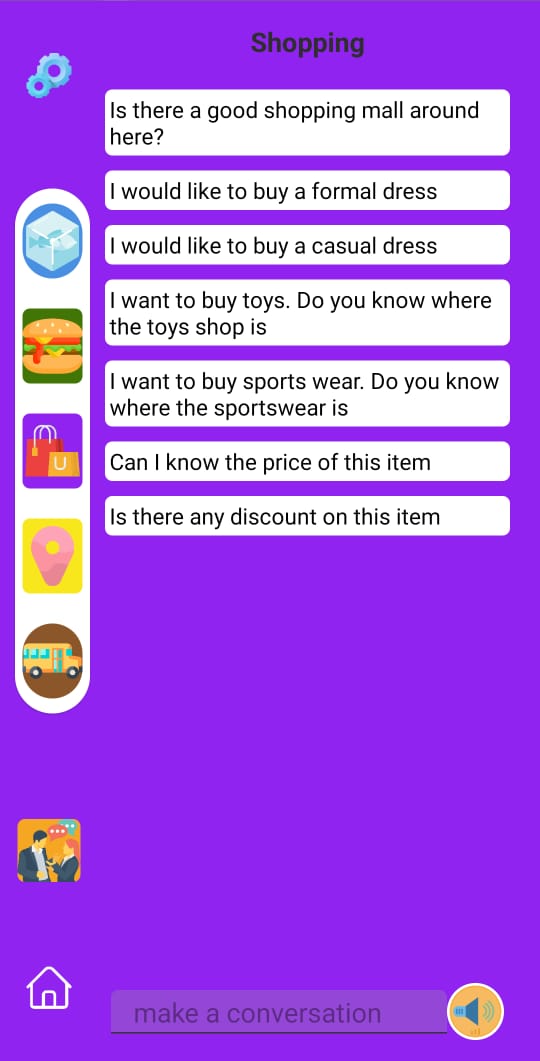 Shopping
Is there a good shopping mall around
here?
I would like to buy a formal dress
I would like to buy a casual dress
I want to buy toys. Do you know where
the toys shop is
I want to buy sports wear. Do you know
where the sportswear is
Can I know the price of this item
Is there any discount on this item
U
make a conversation